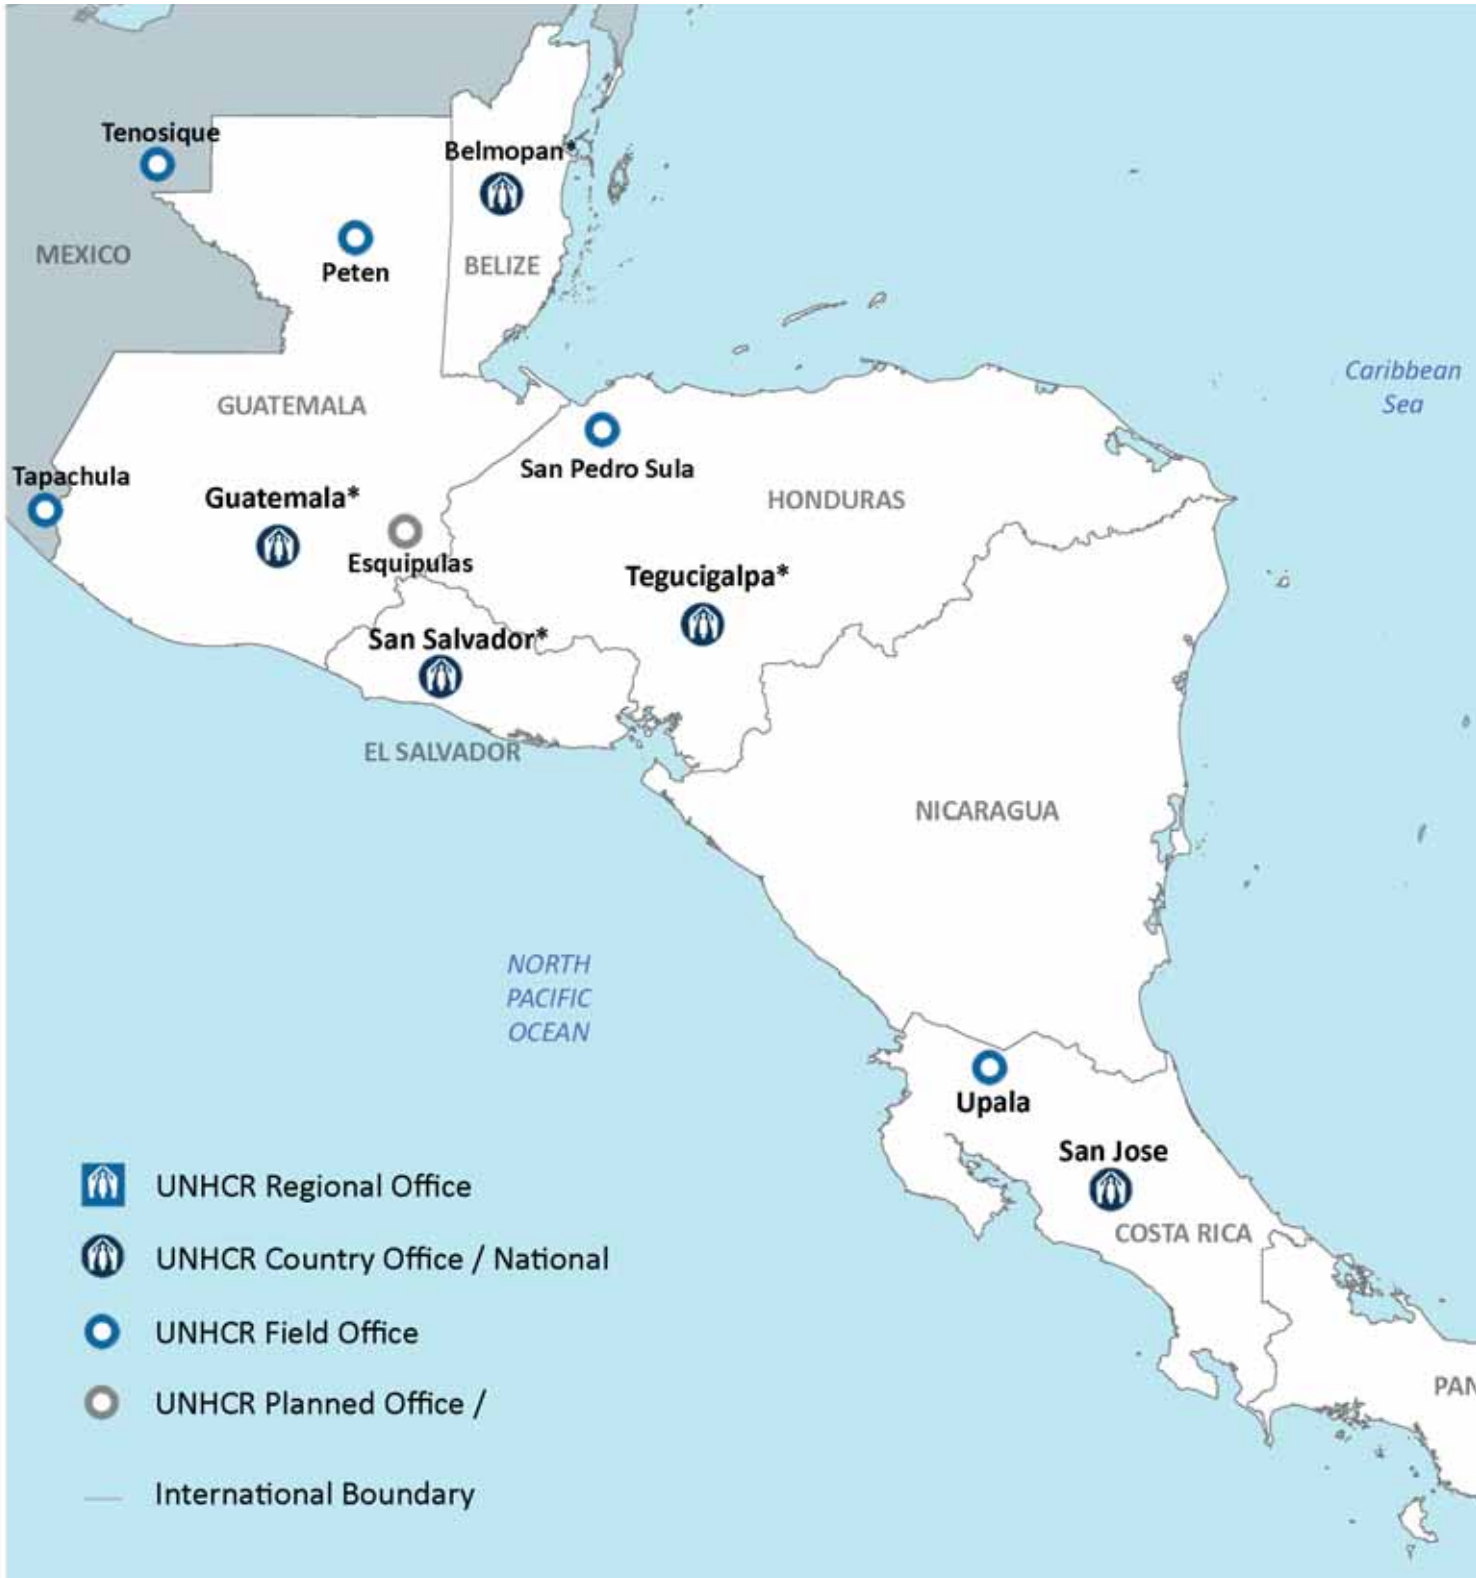 Tenosique
Belmopan*
MEXICO
BELIZE
Peten
Caribbean
Sea
GUATEMALA
San Pedro Sula
Tapachula
Guatemala*
HONDURAS
Esquipulas
Tegucigalpa*
San Salvador*
EL SALVADOR
NICARAGUA
NORTH
PACIFIC
OCEAN
Upala
San Jose
COSTA RICA
PAN
UNHCR Regional Office
UNHCR Country Office / National
UNHCR Field Office
UNHCR Planned Office /
International Boundary